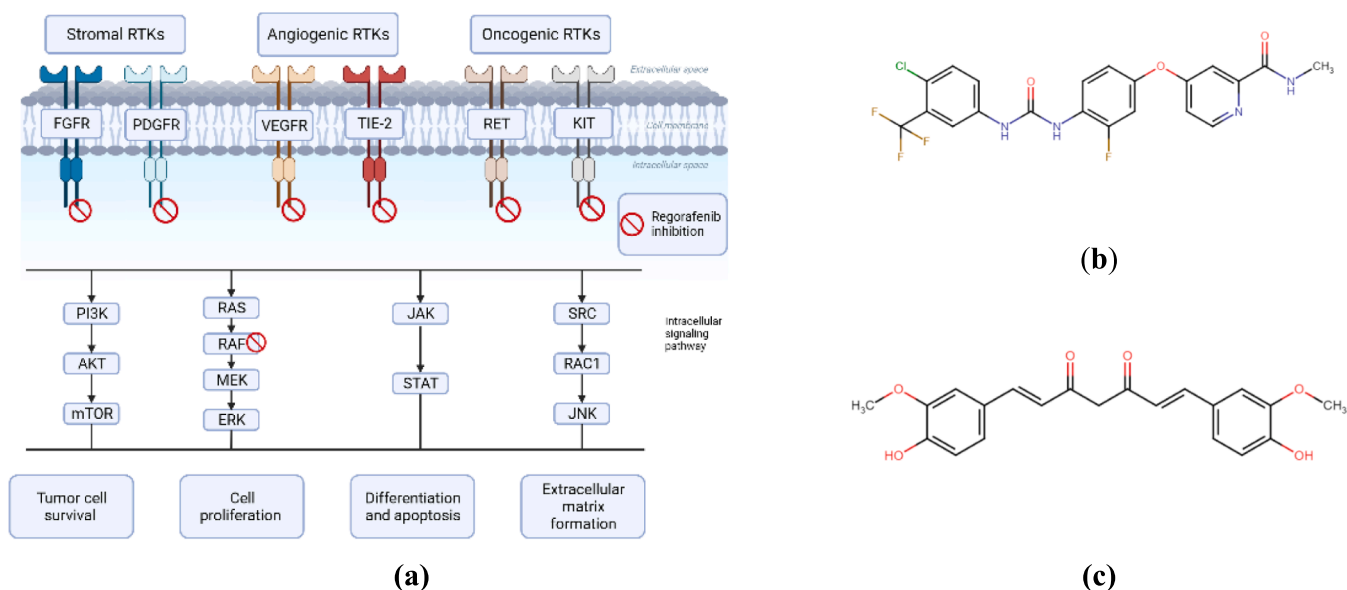 Stromal RTKs
Angiogenic RTKs
Oncogenic RTKs
Extracellular space
FGFR
PDGFR
VEGFR
TIE-2
RET
KIT
Cell membrane
Intracellular space
Regorafenib
inhibition
PI3K
AKT
mTOR
RAS
RAF
MEK
ERK
JAK
STAT
SRC
RAC1
JNK
Intracellular
signaling
pathway
Tumor cell
survival
Cell
proliferation
Differentiation
and apoptosis
Extracellular
matrix
formation
(a)
Cl
F
F
F
O
N
H
N
H
F
O
N
O
N
H
CH3
(b)
H3C
O
HO
O
O
O
CH3
OH
(c)